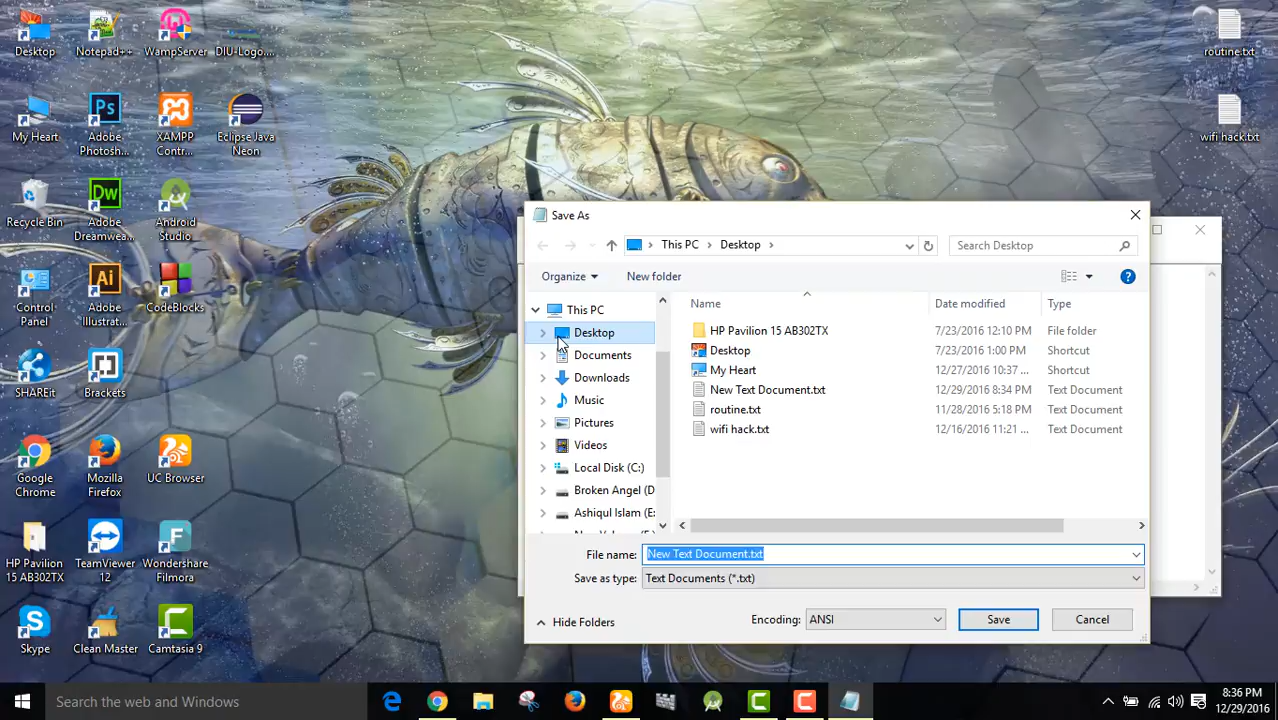 Desktop
Notepad++
WampServer
DIU-Logo...
routine.txt
My Heart
Adobe
Photosh...
XAMPP
Contr...
Eclipse Java
Neon
wifi hack.txt
Recycle Bin
Adobe
Dreamwea...
Android
Studio
Control
Panel
Adobe
Illustrat...
CodeBlocks
SHAREit
Brackets
Google
Chrome
Mozilla
Firefox
UC Browser
HP Pavilion
15 AB302TX
TeamViewer
12
Wondershare
Filmora
Skype
Clean Master
Camtasia 9
Save As
This PC
Desktop
Search Desktop
Organize
New folder
This PC
Desktop
Documents
Downloads
Music
Pictures
Videos
Local Disk (C:)
Broken Angel (D
Ashiqul Islam (E:
Name Date modified Type
HP Pavilion 15 AB302TX 7/23/2016 12:10 PM File folder
Desktop 7/23/2016 1:00 PM Shortcut
My Heart 12/27/2016 10:37 ... Shortcut
New Text Document.txt 12/29/2016 8:34 PM Text Document
routine.txt 11/28/2016 5:18 PM Text Document
wifi hack.txt 12/16/2016 11:21 ... Text Document
File name: New Text Document.txt
Save as type: Text Documents (*.txt)
Hide Folders
Encoding: ANSI
Save
Cancel
Search the web and Windows
8:36 PM
12/29/2016